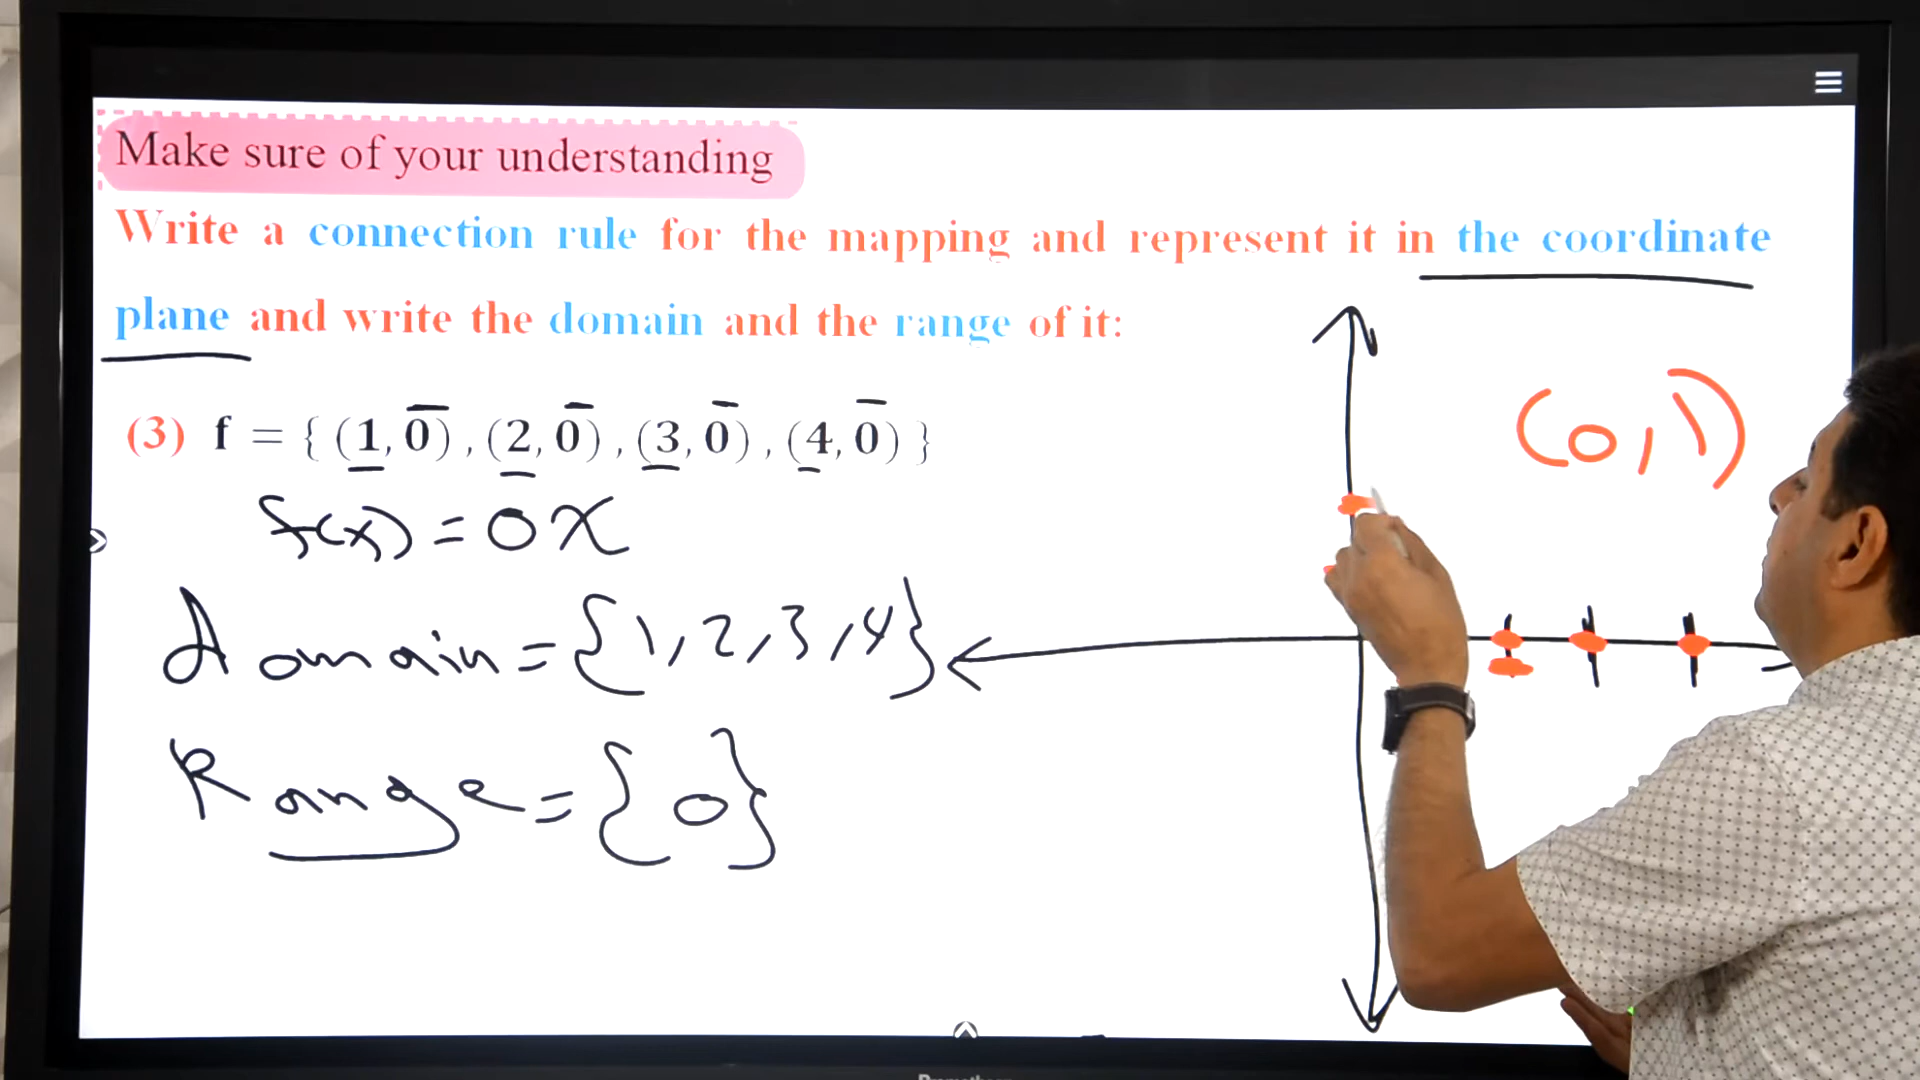 Make sure of your understanding
Write a connection rule for the mapping and represent it in the coordinate
plane and write the domain and the range of it:
(3) f = { (1, 0) , (2, 0) , (3, 0) , (4, 0) }
f(x) = 0x
Domain = {1, 2, 3, 4}
Range = {0}
(0, 1)